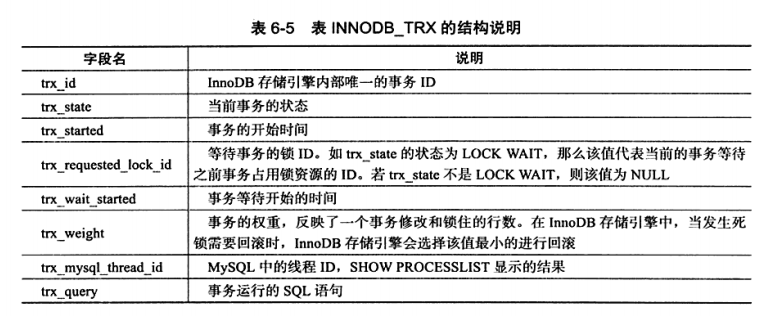 表 6-5 表 INNODB_TRX 的结构说明
字段名 说明
trx_id InnoDB 存储引擎内部唯一的事务 ID
trx_state 当前事务的状态
trx_started 事务的开始时间
trx_requested_lock_id 等待事务的锁 ID。如 trx_state 的状态为 LOCK WAIT，那么该值代表当前的事务等待
之前事务占用锁资源的 ID。若 trx_state 不是 LOCK WAIT，则该值为 NULL
trx_wait_started 事务等待开始的时间
trx_weight 事务的权重，反映了一个事务修改和锁住的行数。在 InnoDB 存储引擎中，当发生死
锁需要回滚时，InnoDB 存储引擎会选择该值最小的进行回滚
trx_mysql_thread_id MySQL 中的线程 ID，SHOW PROCESSLIST 显示的结果
trx_query 事务运行的 SQL 语句